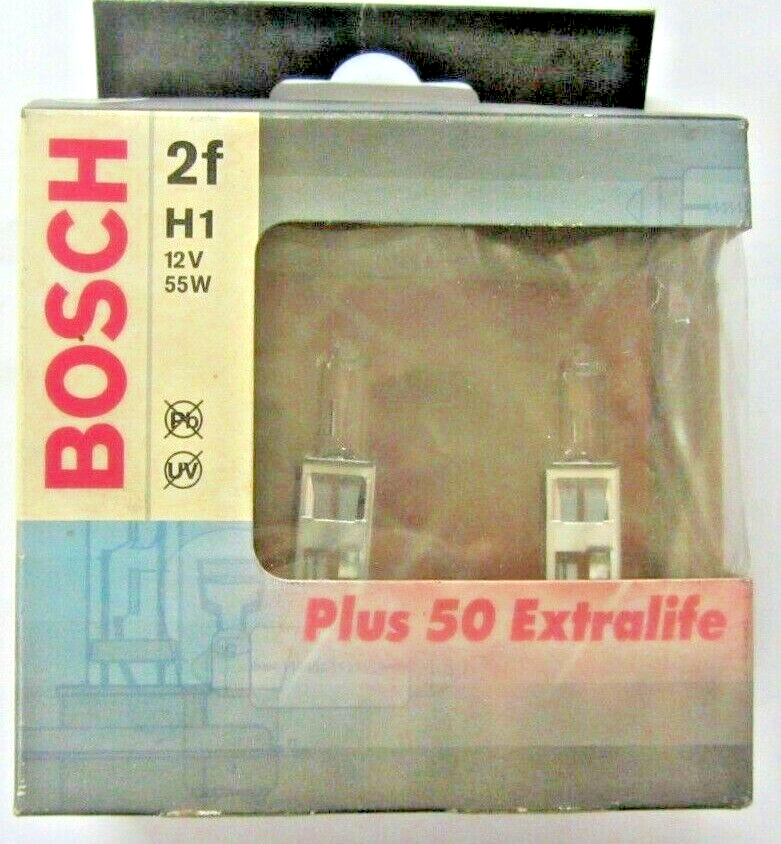 BOSCH
2f
H1
12V
55W
Pb
UV
Plus 50 Extralife